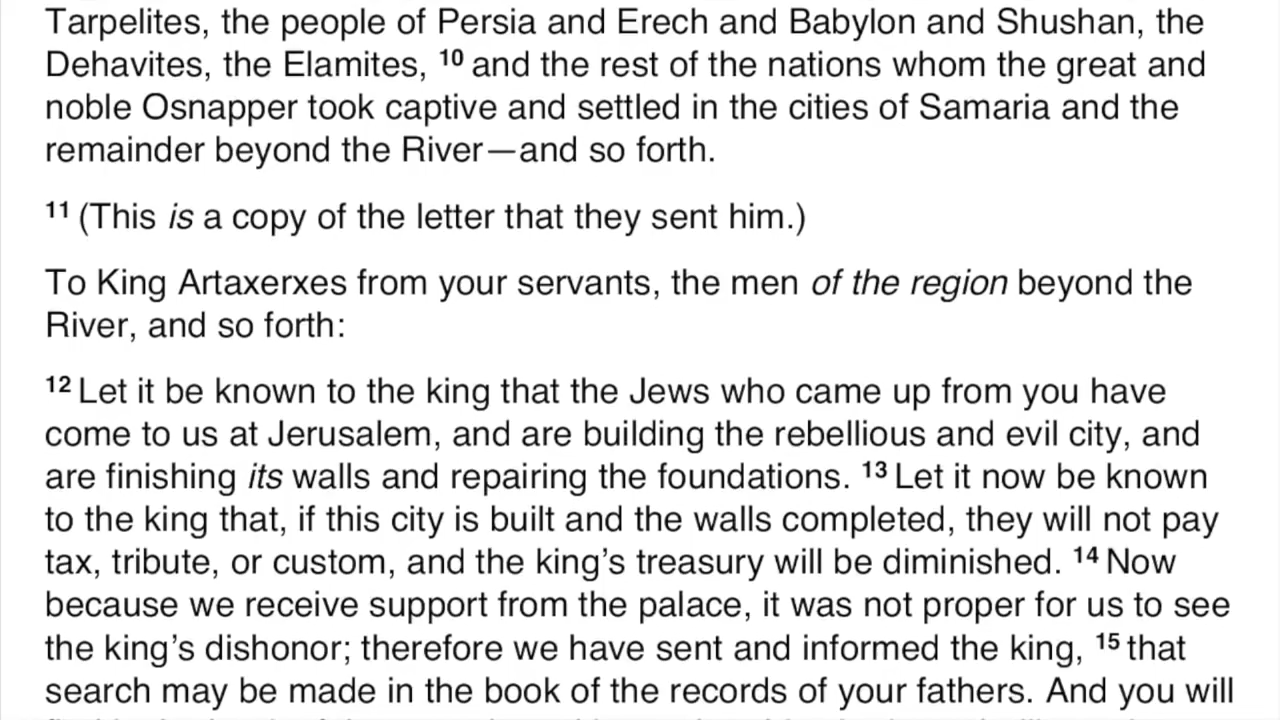 Tarpelites, the people of Persia and Erech and Babylon and Shushan, the
Dehavites, the Elamites, 10 and the rest of the nations whom the great and
noble Osnapper took captive and settled in the cities of Samaria and the
remainder beyond the River—and so forth.
11 (This is a copy of the letter that they sent him.)
To King Artaxerxes from your servants, the men of the region beyond the
River, and so forth:
12 Let it be known to the king that the Jews who came up from you have
come to us at Jerusalem, and are building the rebellious and evil city, and
are finishing its walls and repairing the foundations. 13 Let it now be known
to the king that, if this city is built and the walls completed, they will not pay
tax, tribute, or custom, and the king’s treasury will be diminished. 14 Now
because we receive support from the palace, it was not proper for us to see
the king’s dishonor; therefore we have sent and informed the king, 15 that
search may be made in the book of the records of your fathers. And you will